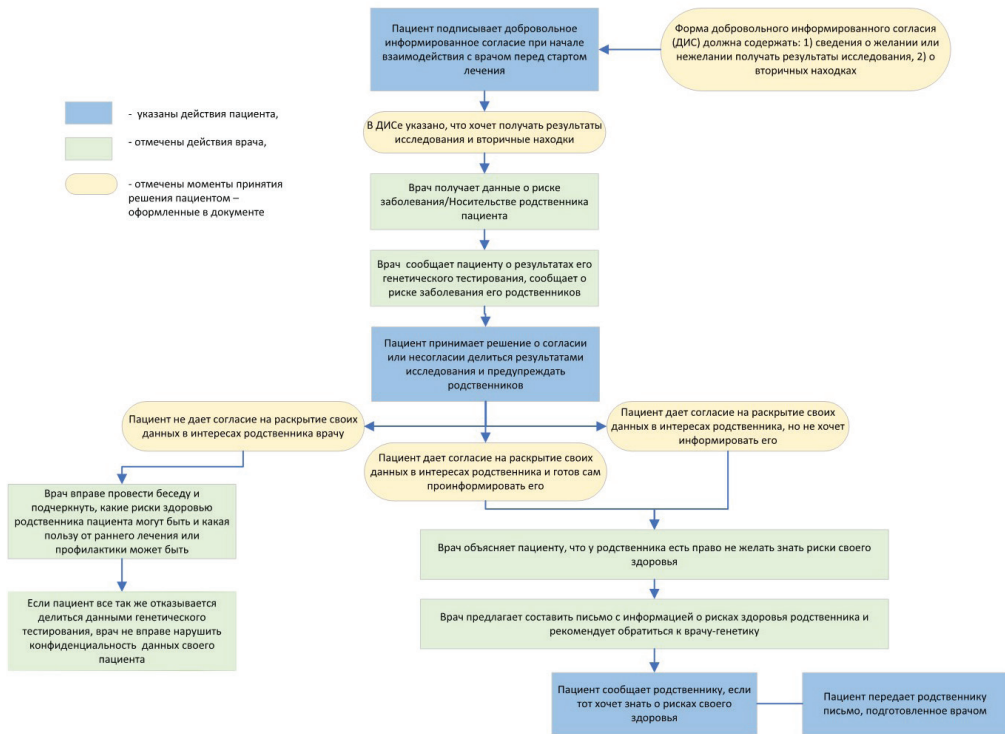 Пациент подписывает добровольное
информированное согласие при начале
взаимодействия с врачом перед стартом
лечения
Форма добровольного информированного согласия
(ДИС) должна содержать: 1) сведения о желании или
нежелании получать результаты исследования, 2) о
вторичных находках
- указаны действия пациента,
- отмечены действия врача,
- отмечены моменты принятия
решения пациентом –
оформленные в документе
В ДИСе указано, что хочет получать результаты
исследования и вторичные находки
Врач получает данные о риске
заболевания/Носительстве родственника
пациента
Врач сообщает пациенту о результатах его
генетического тестирования, сообщает о
риске заболевания его родственников
Пациент принимает решение о согласии
или несогласии делиться результатами
исследования и предупреждать
родственников
Пациент не дает согласие на раскрытие своих
данных в интересах родственника врачу
Пациент дает согласие на раскрытие своих
данных в интересах родственника и готов сам
проинформировать его
Пациент дает согласие на раскрытие своих
данных в интересах родственника, но не хочет
информировать его
Врач вправе провести беседу и
подчеркнуть, какие риски здоровью
родственника пациента могут быть и какая
пользу от раннего лечения или
профилактики может быть
Если пациент все так же отказывается
делиться данными генетического
тестирования, врач не вправе нарушить
конфиденциальность данных своего
пациента
Врач объясняет пациенту, что у родственника есть право не желать знать риски своего
здоровья
Врач предлагает составить письмо с информацией о рисках здоровья родственника и
рекомендует обратиться к врачу-генетику
Пациент сообщает родственнику, если
тот хочет знать о рисках своего
здоровья
Пациент передает родственнику
письмо, подготовленное врачом